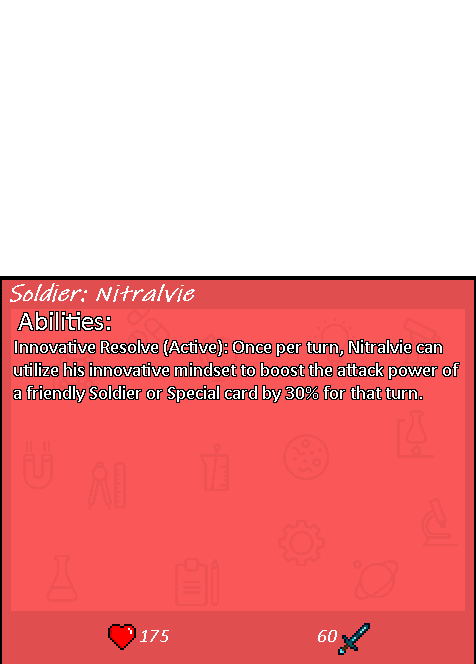 Soldier: Nitralvie
Abilities:
Innovative Resolve (Active): Once per turn, Nitralvie can
utilize his innovative mindset to boost the attack power of
a friendly Soldier or Special card by 30% for that turn.
175
60